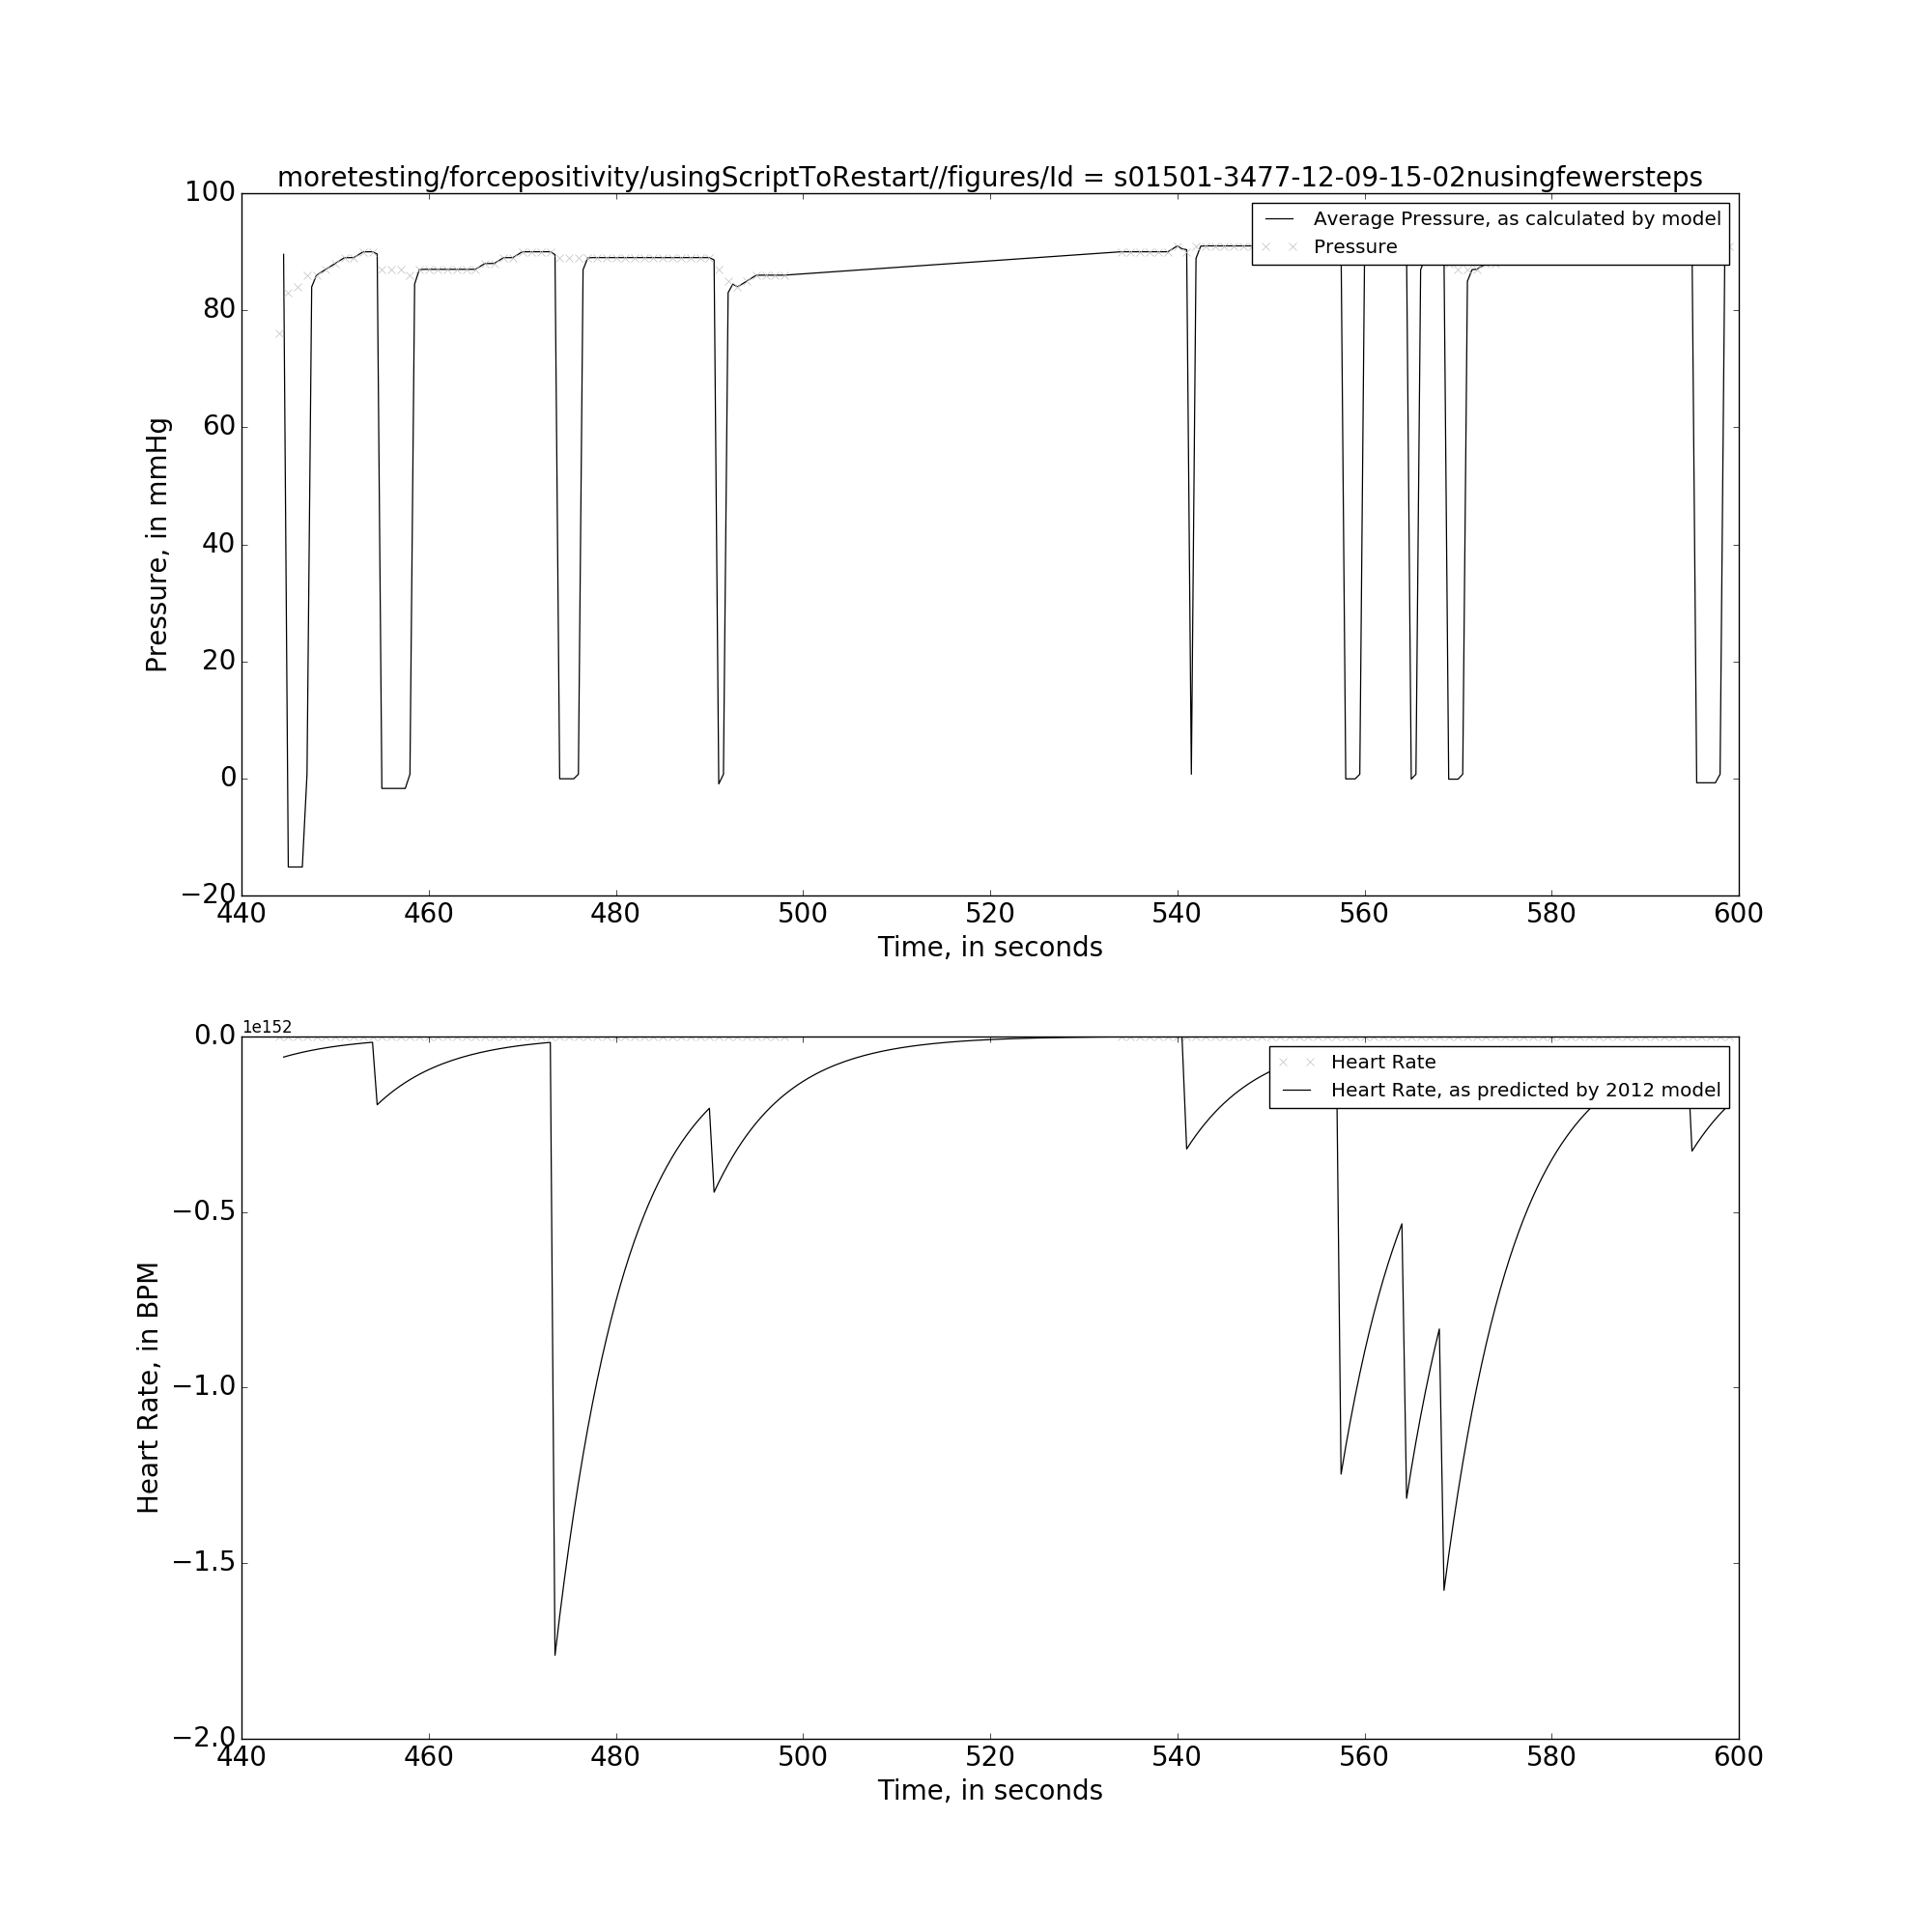 moretesting/forcepositivity/usingScriptToRestart//figures/Id = s01501-3477-12-09-15-02nusingfewersteps
100
80
60
40
20
0
−20
Pressure, in mmHg
Average Pressure, as calculated by model
Pressure
440 460 480 500 520 540 560 580 600
Time, in seconds
1e152
0.0
−0.5
−1.0
−1.5
−2.0
Heart Rate, in BPM
Heart Rate
Heart Rate, as predicted by 2012 model
440 460 480 500 520 540 560 580 600
Time, in seconds